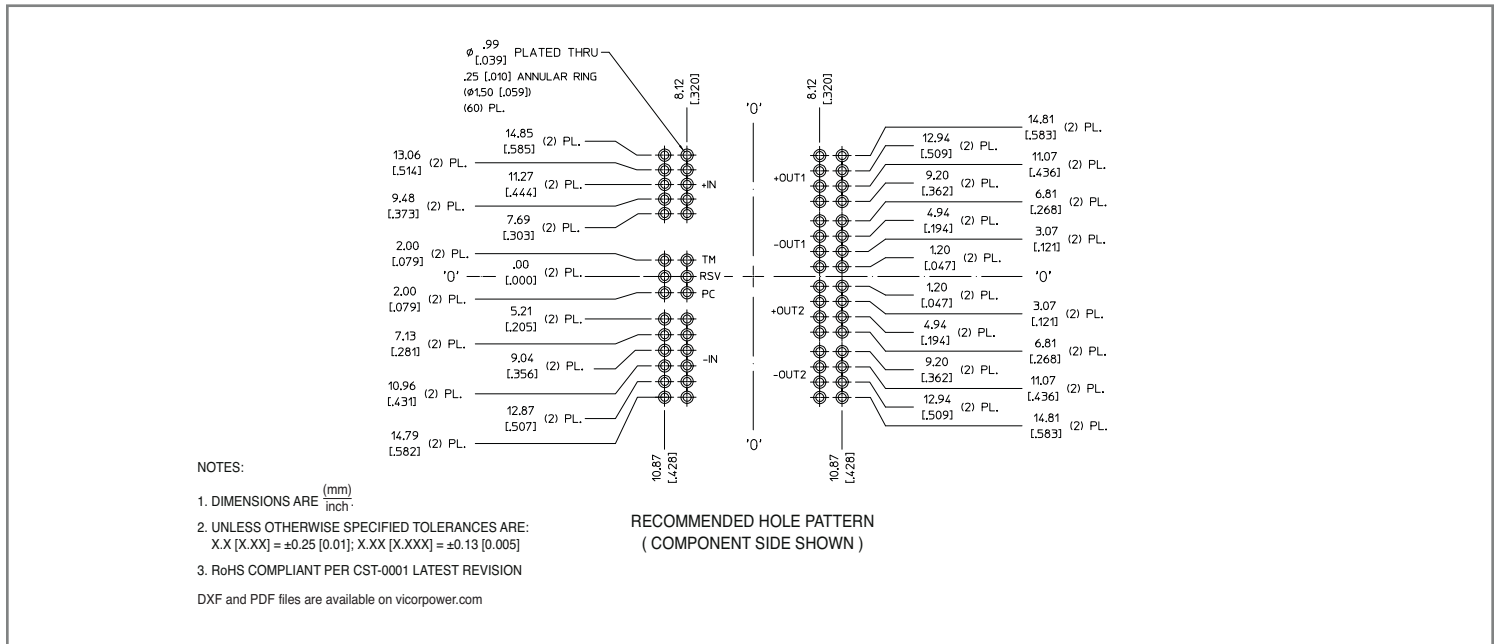 ø .99 PLATED THRU
[.039]
.25 [.010] ANNULAR RING
(ø1.50 [.059])
(60) PL.
8.12
[.320]
8.12
[.320]
'0'
14.85
[.585] (2) PL.
13.06
[.514] (2) PL.
11.27
[.444] (2) PL.
9.48
[.373] (2) PL.
7.69
[.303] (2) PL.
2.00
[.079] (2) PL.
'0'
.00
[.000] (2) PL.
2.00
[.079] (2) PL.
5.21
[.205] (2) PL.
7.13
[.281] (2) PL.
9.04
[.356] (2) PL.
10.96
[.431] (2) PL.
12.87
[.507] (2) PL.
14.79
[.582] (2) PL.
+IN
TM
RSV
PC
-IN
+OUT1
-OUT1
+OUT2
-OUT2
14.81
[.583] (2) PL.
12.94
[.509] (2) PL.
11.07
[.436] (2) PL.
9.20
[.362] (2) PL.
6.81
[.268] (2) PL.
4.94
[.194] (2) PL.
3.07
[.121] (2) PL.
1.20
[.047] (2) PL.
'0'
1.20
[.047] (2) PL.
3.07
[.121] (2) PL.
4.94
[.194] (2) PL.
6.81
[.268] (2) PL.
9.20
[.362] (2) PL.
11.07
[.436] (2) PL.
12.94
[.509] (2) PL.
14.81
[.583] (2) PL.
'0'
10.87
[.428]
10.87
[.428]
RECOMMENDED HOLE PATTERN
( COMPONENT SIDE SHOWN )
NOTES:
1. DIMENSIONS ARE (mm)
inch.
2. UNLESS OTHERWISE SPECIFIED TOLERANCES ARE:
X.X [X.XX] = ±0.25 [0.01]; X.XX [X.XXX] = ±0.13 [0.005]
3. RoHS COMPLIANT PER CST-0001 LATEST REVISION
DXF and PDF files are available on vicorpower.com